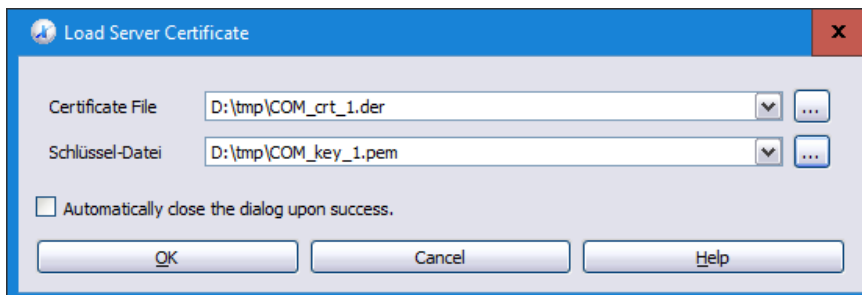 Load Server Certificate
x
Certificate File D:\tmp\COM_crt_1.der ...
Schlüssel-Datei D:\tmp\COM_key_1.pem ...
Automatically close the dialog upon success.
OK Cancel Help